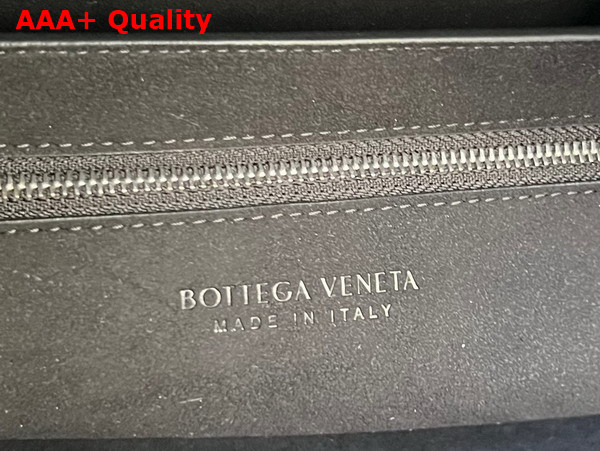 AAA+ Quality
BOTTEGA VENETA
MADE IN ITALY